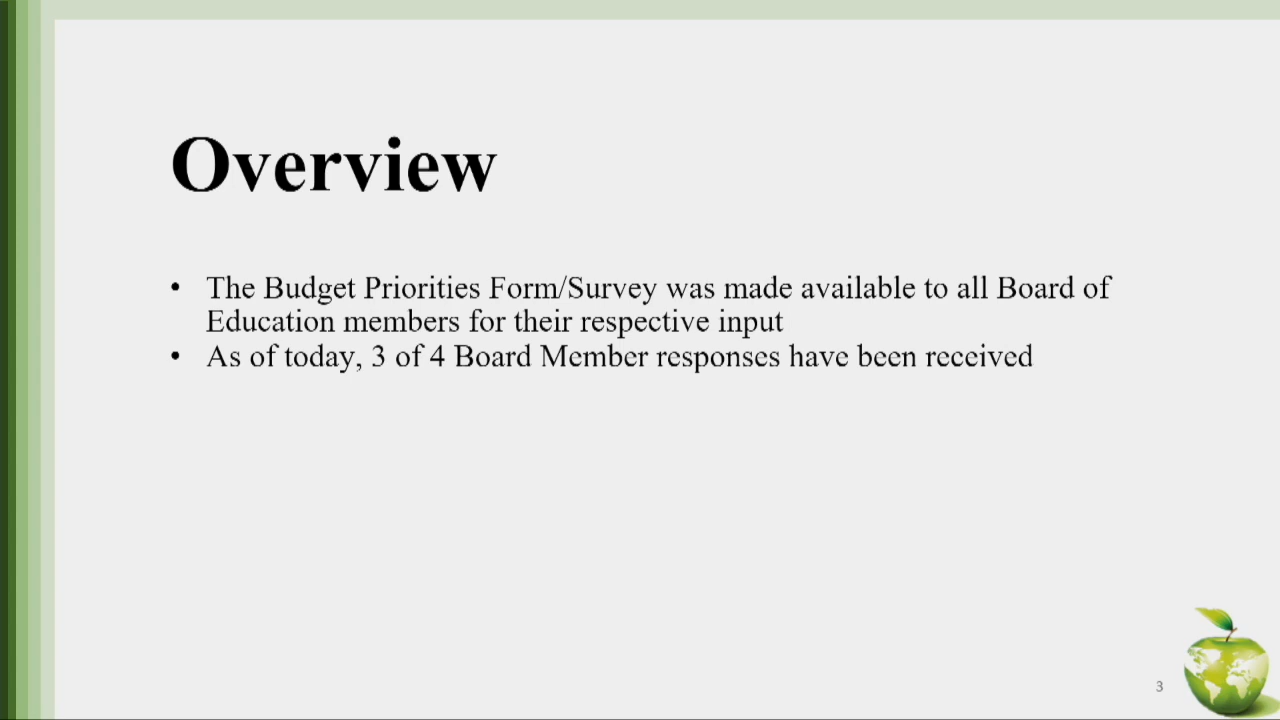 Overview
• The Budget Priorities Form/Survey was made available to all Board of
Education members for their respective input
• As of today, 3 of 4 Board Member responses have been received
3